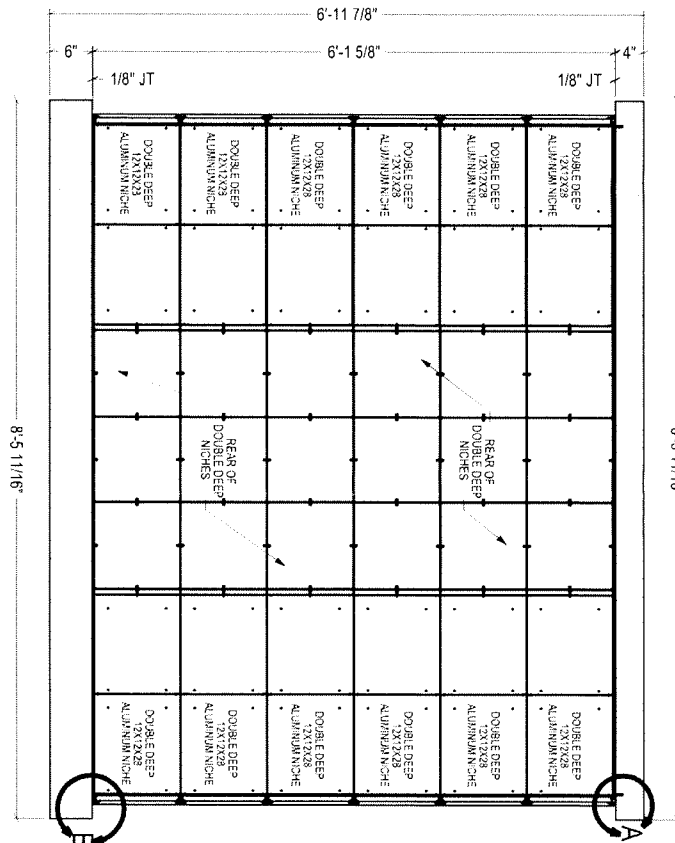 6'-11 7/8"
6"
6'-1 5/8"
4"
1/8" JT
1/8" JT
DOUBLE DEEP
12X12X28
ALUMINUM NICHE
DOUBLE DEEP
12X12X28
ALUMINUM NICHE
DOUBLE DEEP
12X12X28
ALUMINUM NICHE
DOUBLE DEEP
12X12X28
ALUMINUM NICHE
DOUBLE DEEP
12X12X28
ALUMINUM NICHE
DOUBLE DEEP
12X12X28
ALUMINUM NICHE
8'-5 11/16"
REAR OF
DOUBLE DEEP
NICHES
REAR OF
DOUBLE DEEP
NICHES
DOUBLE DEEP
12X12X28
ALUMINUM NICHE
DOUBLE DEEP
12X12X28
ALUMINUM NICHE
DOUBLE DEEP
12X12X28
ALUMINUM NICHE
DOUBLE DEEP
12X12X28
ALUMINUM NICHE
DOUBLE DEEP
12X12X28
ALUMINUM NICHE
DOUBLE DEEP
12X12X28
ALUMINUM NICHE
A